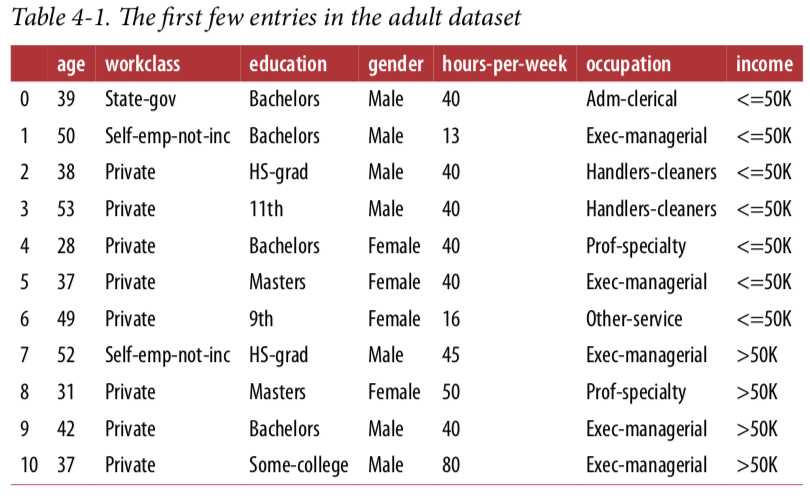 Table 4-1. The first few entries in the adult dataset
age workclass education gender hours-per-week occupation income
0 39 State-gov Bachelors Male 40 Adm-clerical <=50K
1 50 Self-emp-not-inc Bachelors Male 13 Exec-managerial <=50K
2 38 Private HS-grad Male 40 Handlers-cleaners <=50K
3 53 Private 11th Male 40 Handlers-cleaners <=50K
4 28 Private Bachelors Female 40 Prof-specialty <=50K
5 37 Private Masters Female 40 Exec-managerial <=50K
6 49 Private 9th Female 16 Other-service <=50K
7 52 Self-emp-not-inc HS-grad Male 45 Exec-managerial >50K
8 31 Private Masters Female 50 Prof-specialty >50K
9 42 Private Bachelors Male 40 Exec-managerial >50K
10 37 Private Some-college Male 80 Exec-managerial >50K